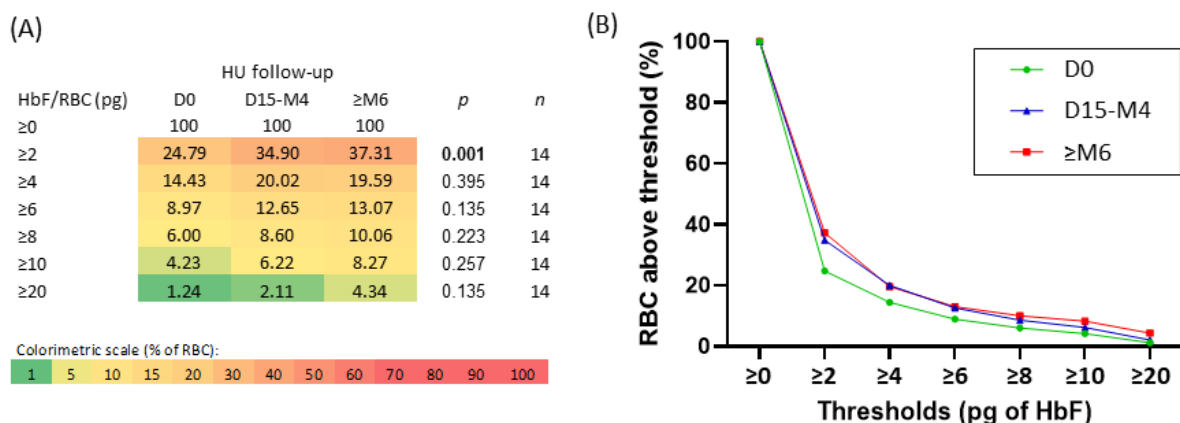 (A)
HU follow-up
HbF/RBC (pg) D0 D15-M4 ≥M6 p n
≥0 100 100 100
≥2 24.79 34.90 37.31 0.001 14
≥4 14.43 20.02 19.59 0.395 14
≥6 8.97 12.65 13.07 0.135 14
≥8 6.00 8.60 10.06 0.223 14
≥10 4.23 6.22 8.27 0.257 14
≥20 1.24 2.11 4.34 0.135 14
Colorimetric scale (% of RBC):
1 5 10 15 20 30 40 50 60 70 80 90 100
(B)
RBC above threshold (%)
100
80
60
40
20
0
D0
D15-M4
≥M6
≥0 ≥2 ≥4 ≥6 ≥8 ≥10 ≥20
Thresholds (pg of HbF)